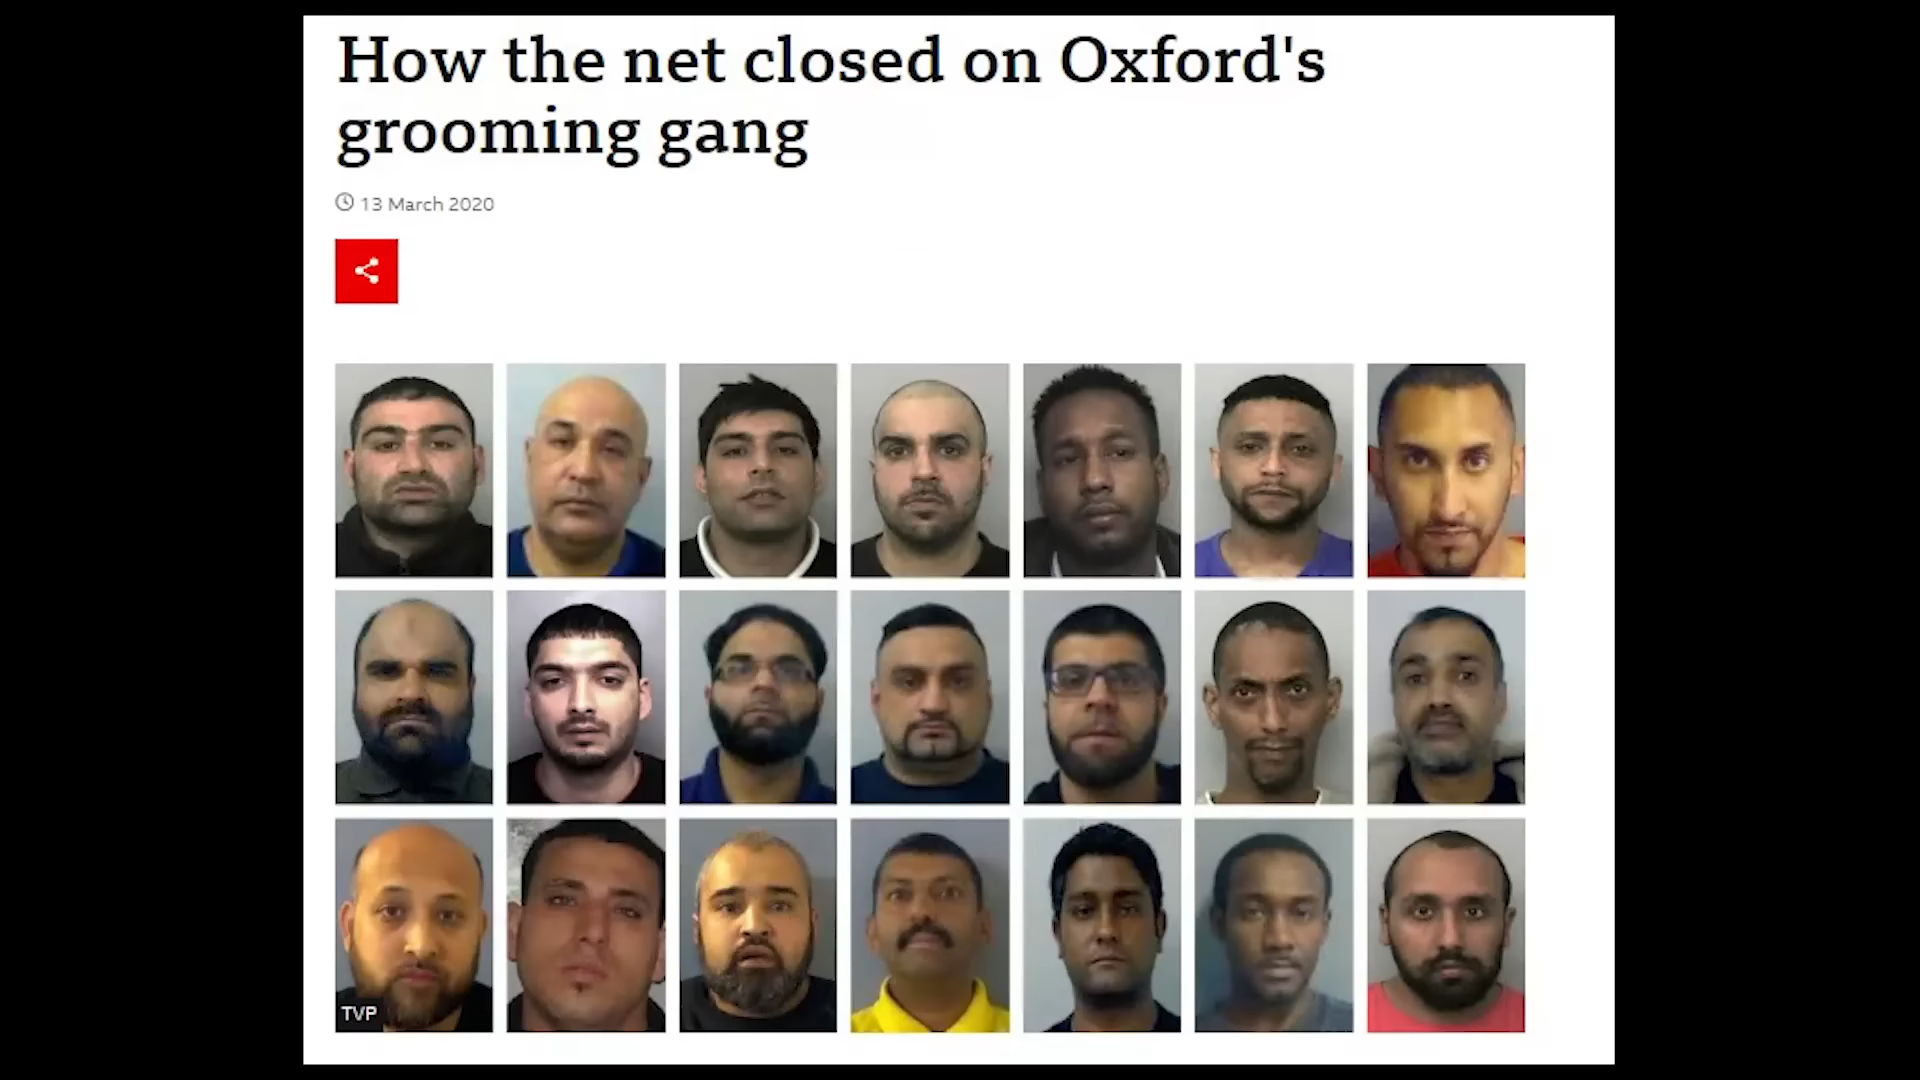 How the net closed on Oxford's
grooming gang
13 March 2020
TVP